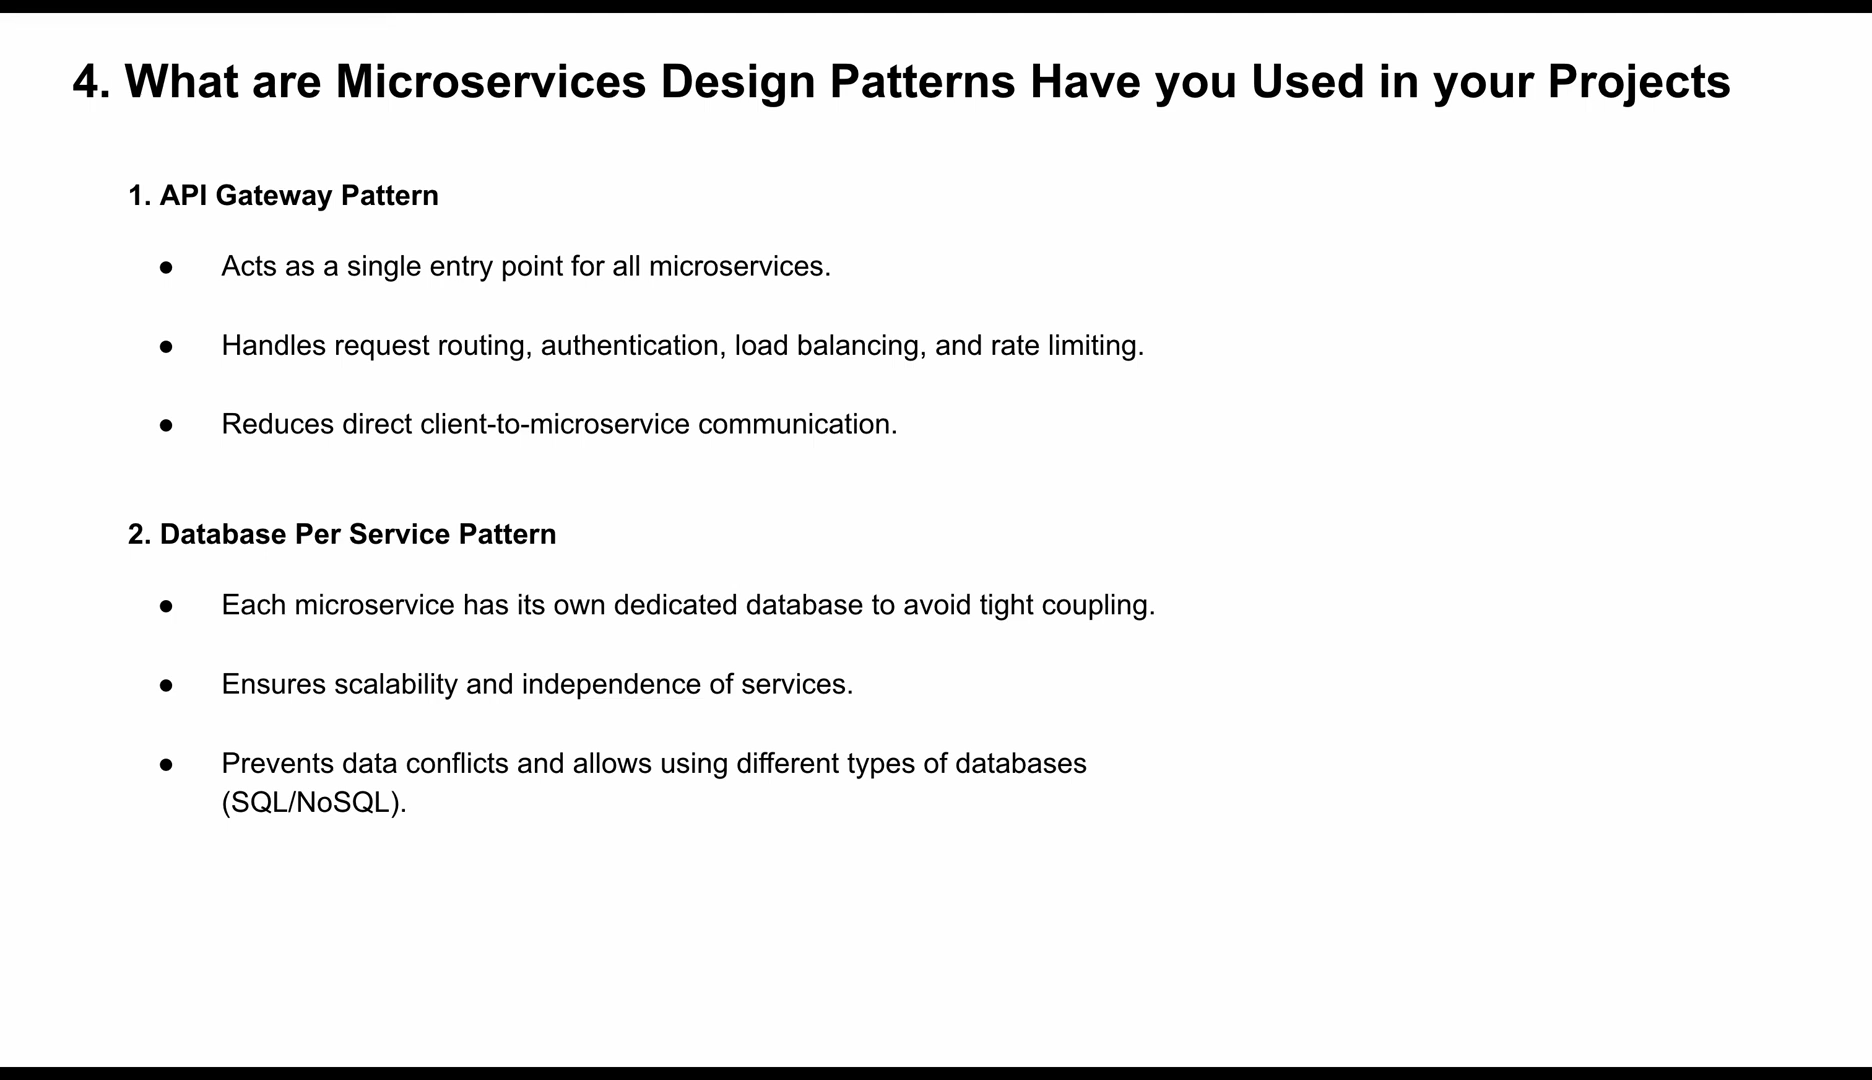 4. What are Microservices Design Patterns Have you Used in your Projects
1. API Gateway Pattern
● Acts as a single entry point for all microservices.
● Handles request routing, authentication, load balancing, and rate limiting.
● Reduces direct client-to-microservice communication.
2. Database Per Service Pattern
● Each microservice has its own dedicated database to avoid tight coupling.
● Ensures scalability and independence of services.
● Prevents data conflicts and allows using different types of databases
(SQL/NoSQL).